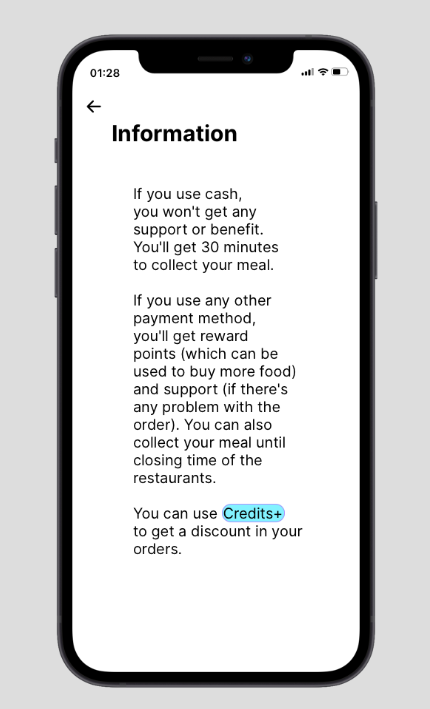 01:28
Information
If you use cash,
you won't get any
support or benefit.
You'll get 30 minutes
to collect your meal.
If you use any other
payment method,
you'll get reward
points (which can be
used to buy more food)
and support (if there's
any problem with the
order). You can also
collect your meal until
closing time of the
restaurants.
You can use Credits+
to get a discount in your
orders.